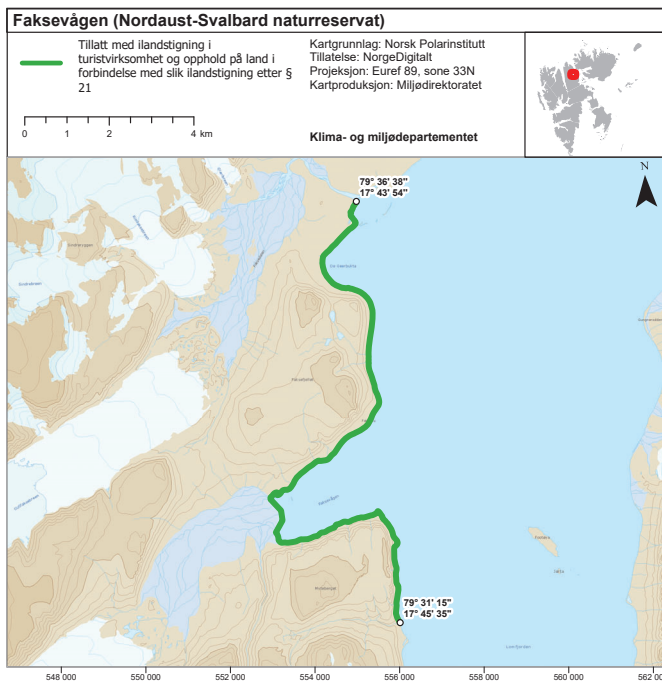 Faksevågen (Nordaust-Svalbard naturreservat)
Tillatt med ilandstigning i
turistvirksomhet og opphold på land i
forbindelse med slik ilandstigning etter §
21
Kartgrunnlag: Norsk Polarinstitutt
Tillatelse: NorgeDigitalt
Projeksjon: Euref 89, sone 33N
Kartproduksjon: Miljødirektoratet
0 1 2 4 km
Klima- og miljødepartementet
N
79° 36' 38"
17° 43' 54"
79° 31' 15"
17° 45' 35"
548 000 550 000 552 000 554 000 556 000 558 000 560 000 562 00